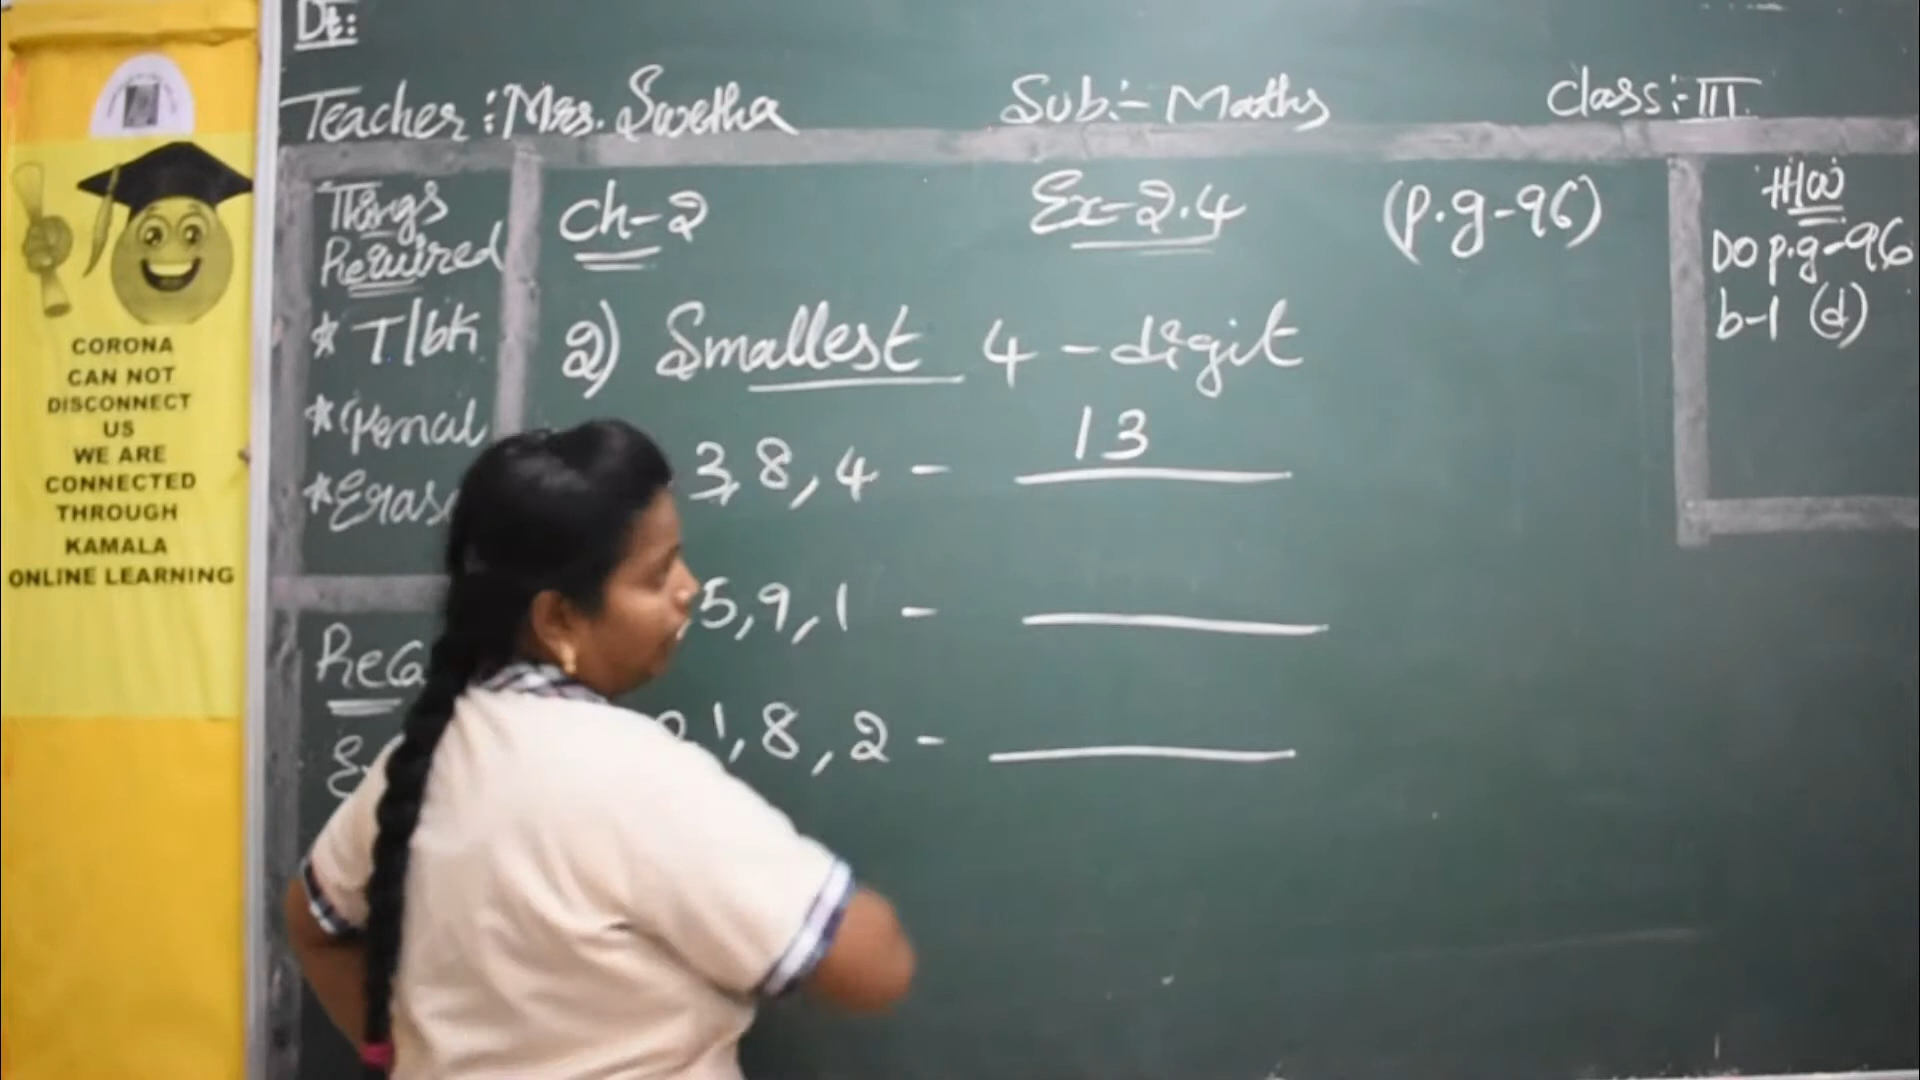 CORONA
CAN NOT
DISCONNECT
US
WE ARE
CONNECTED
THROUGH
KAMALA
ONLINE LEARNING
Dt:
Teacher: Mrs. Swetha
Sub:- Maths
Class:- III
Things
Required
* T/bk
Ch-2
Ex-2.4
(P.g-96)
2) Smallest 4-digit
3,8,4 - 13
5,9,1 -
1,8,2 -
H/W
Do p.g-96
b-1 (d)